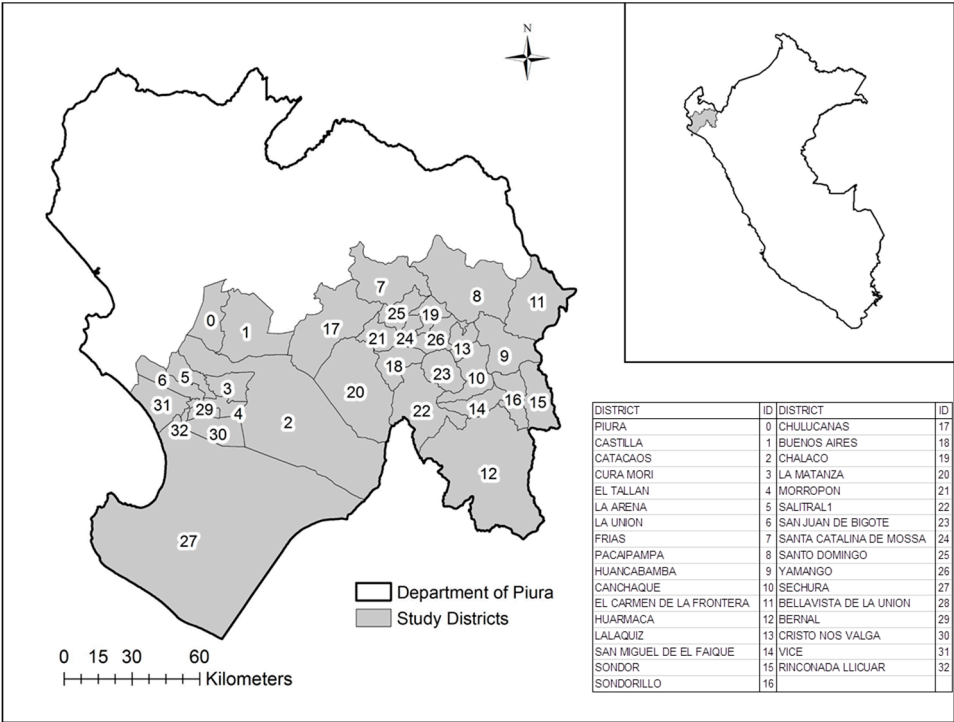 N
7
8
11
25
19
0
1
17
21
24
26
13
9
18
6
5
23
10
3
20
16
15
31
29
4
2
22
14
32
30
12
27
Department of Piura
Study Districts
0 15 30 60
Kilometers
DISTRICT ID DISTRICT ID
PIURA 0 CHULUCANAS 17
CASTILLA 1 BUENOS AIRES 18
CATACAOS 2 CHALACO 19
CURA MORI 3 LA MATANZA 20
EL TALLAN 4 MORROPON 21
LA ARENA 5 SALITRAL1 22
LA UNION 6 SAN JUAN DE BIGOTE 23
FRIAS 7 SANTA CATALINA DE MOSSA 24
PACAIPAMPA 8 SANTO DOMINGO 25
HUANCABAMBA 9 YAMANGO 26
CANCHAQUE 10 SECHURA 27
EL CARMEN DE LA FRONTERA 11 BELLAVISTA DE LA UNION 28
HUARMACA 12 BERNAL 29
LALAQUIZ 13 CRISTO NOS VALGA 30
SAN MIGUEL DE EL FAIQUE 14 VICE 31
SONDOR 15 RINCONADA LLICUAR 32
SONDORILLO 16